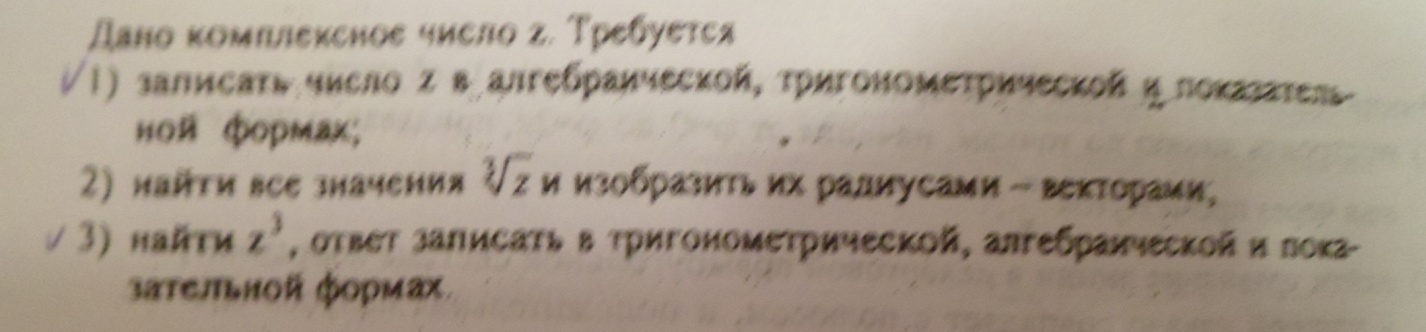 Дано комплексное число z. Требуется
1) записать число z в алгебраической, тригонометрической и показатель-
ной формах;
2) найти все значения ∛z и изобразить их радиусами – векторами;
3) найти z³, ответ записать в тригонометрической, алгебраической и пока-
зательной формах.